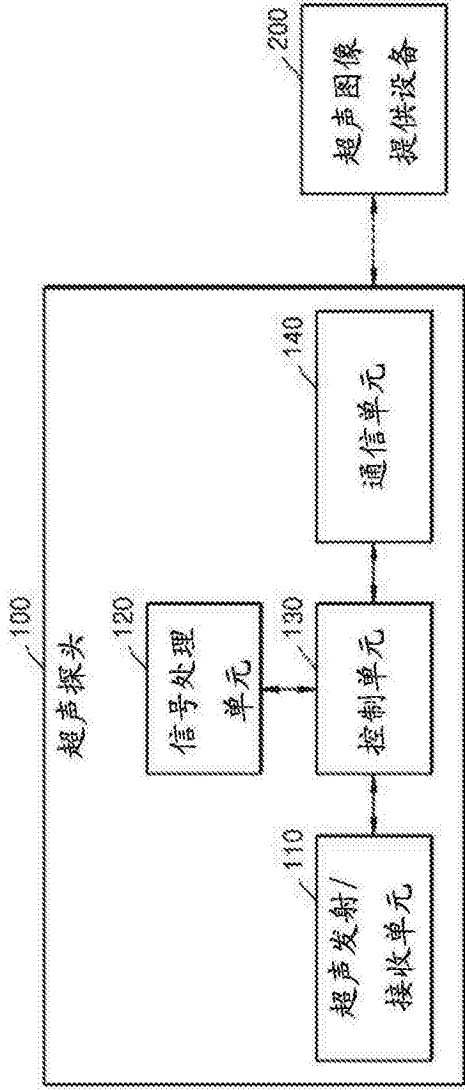 100
超声探头
120
信号处理
单元
110
超声发射/
接收单元
130
控制单元
140
通信单元
200
超声图像
提供设备